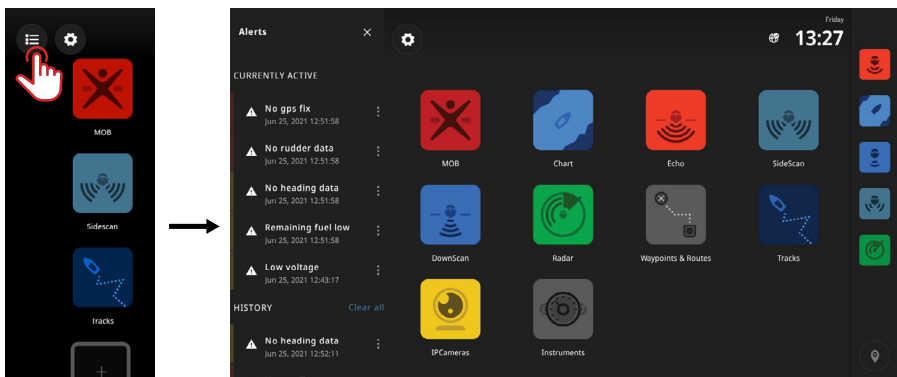 MOB
Sidescan
Tracks
Alerts
CURRENTLY ACTIVE
No gps fix
Jun 25, 2021 12:51:58
No rudder data
Jun 25, 2021 12:51:58
No heading data
Jun 25, 2021 12:51:58
Remaining fuel low
Jun 25, 2021 12:51:58
Low voltage
Jun 25, 2021 12:43:17
HISTORY Clear all
No heading data
Jun 25, 2021 12:52:11
Friday
13:27
MOB Chart Echo SideScan
DownScan Radar Waypoints & Routes Tracks
IPCameras Instruments